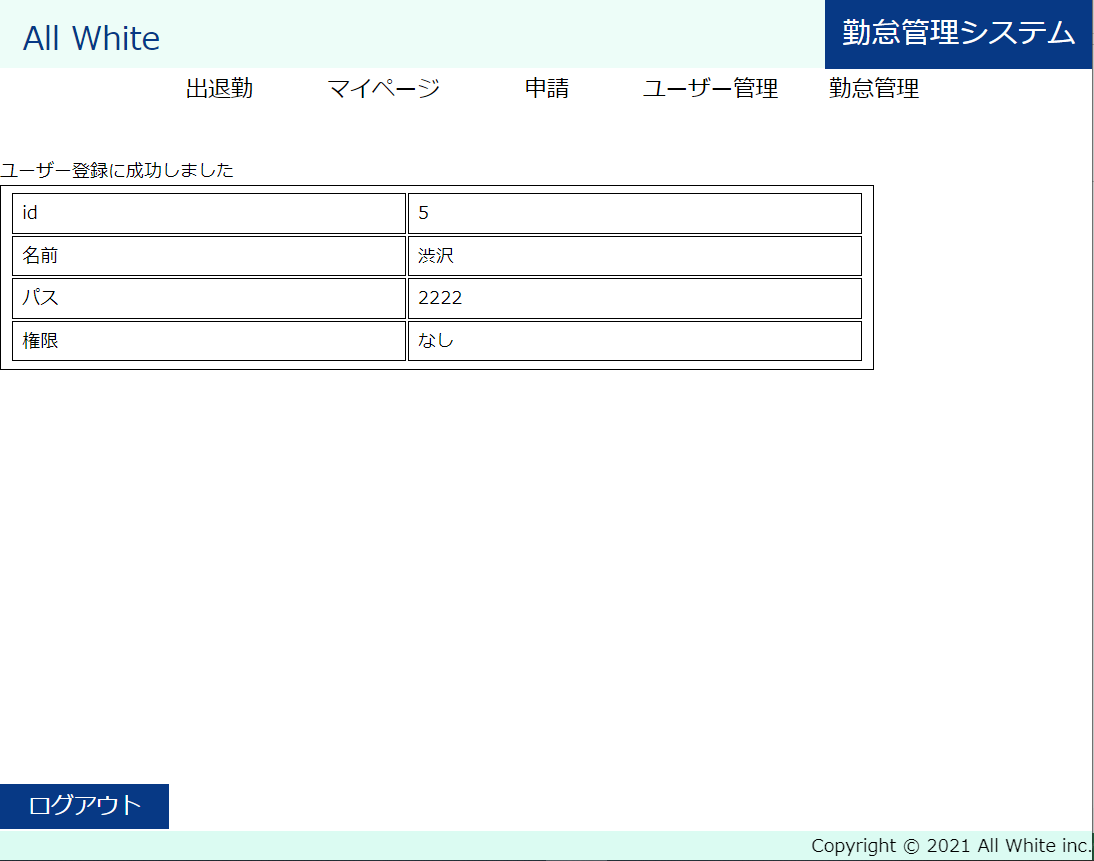 All White
勤怠管理システム
出退勤 マイページ 申請 ユーザー管理 勤怠管理
ユーザー登録に成功しました
id 5
名前 渋沢
パス 2222
権限 なし
ログアウト
Copyright © 2021 All White inc.